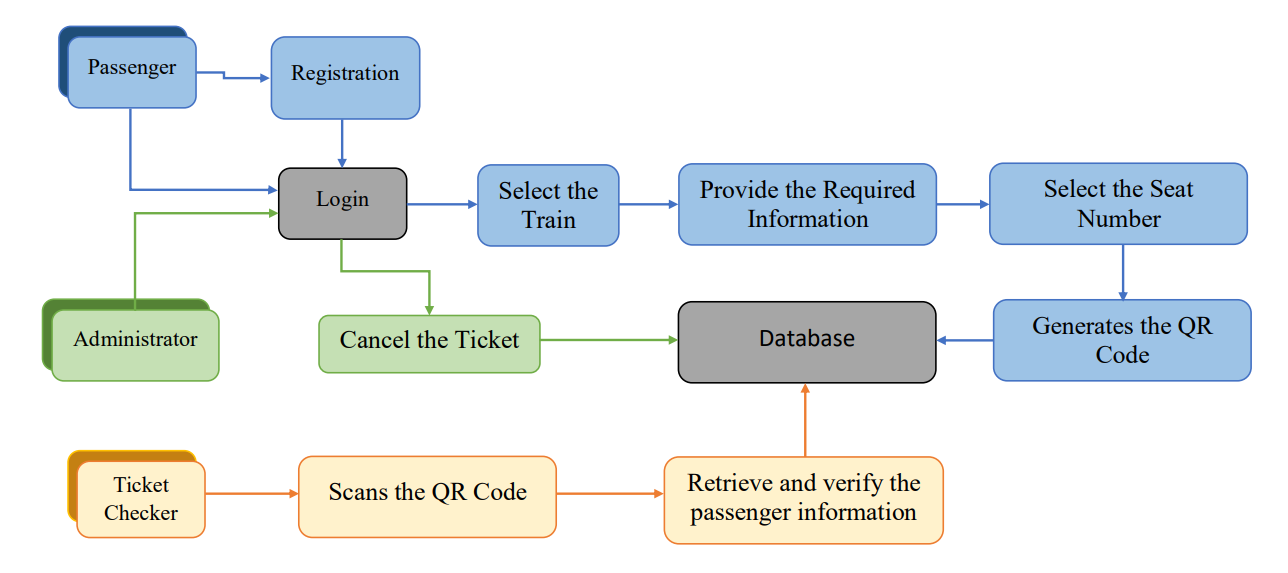 Passenger
Registration
Login
Select the
Train
Provide the Required
Information
Select the Seat
Number
Administrator
Cancel the Ticket
Database
Generates the QR
Code
Ticket
Checker
Scans the QR Code
Retrieve and verify the
passenger information